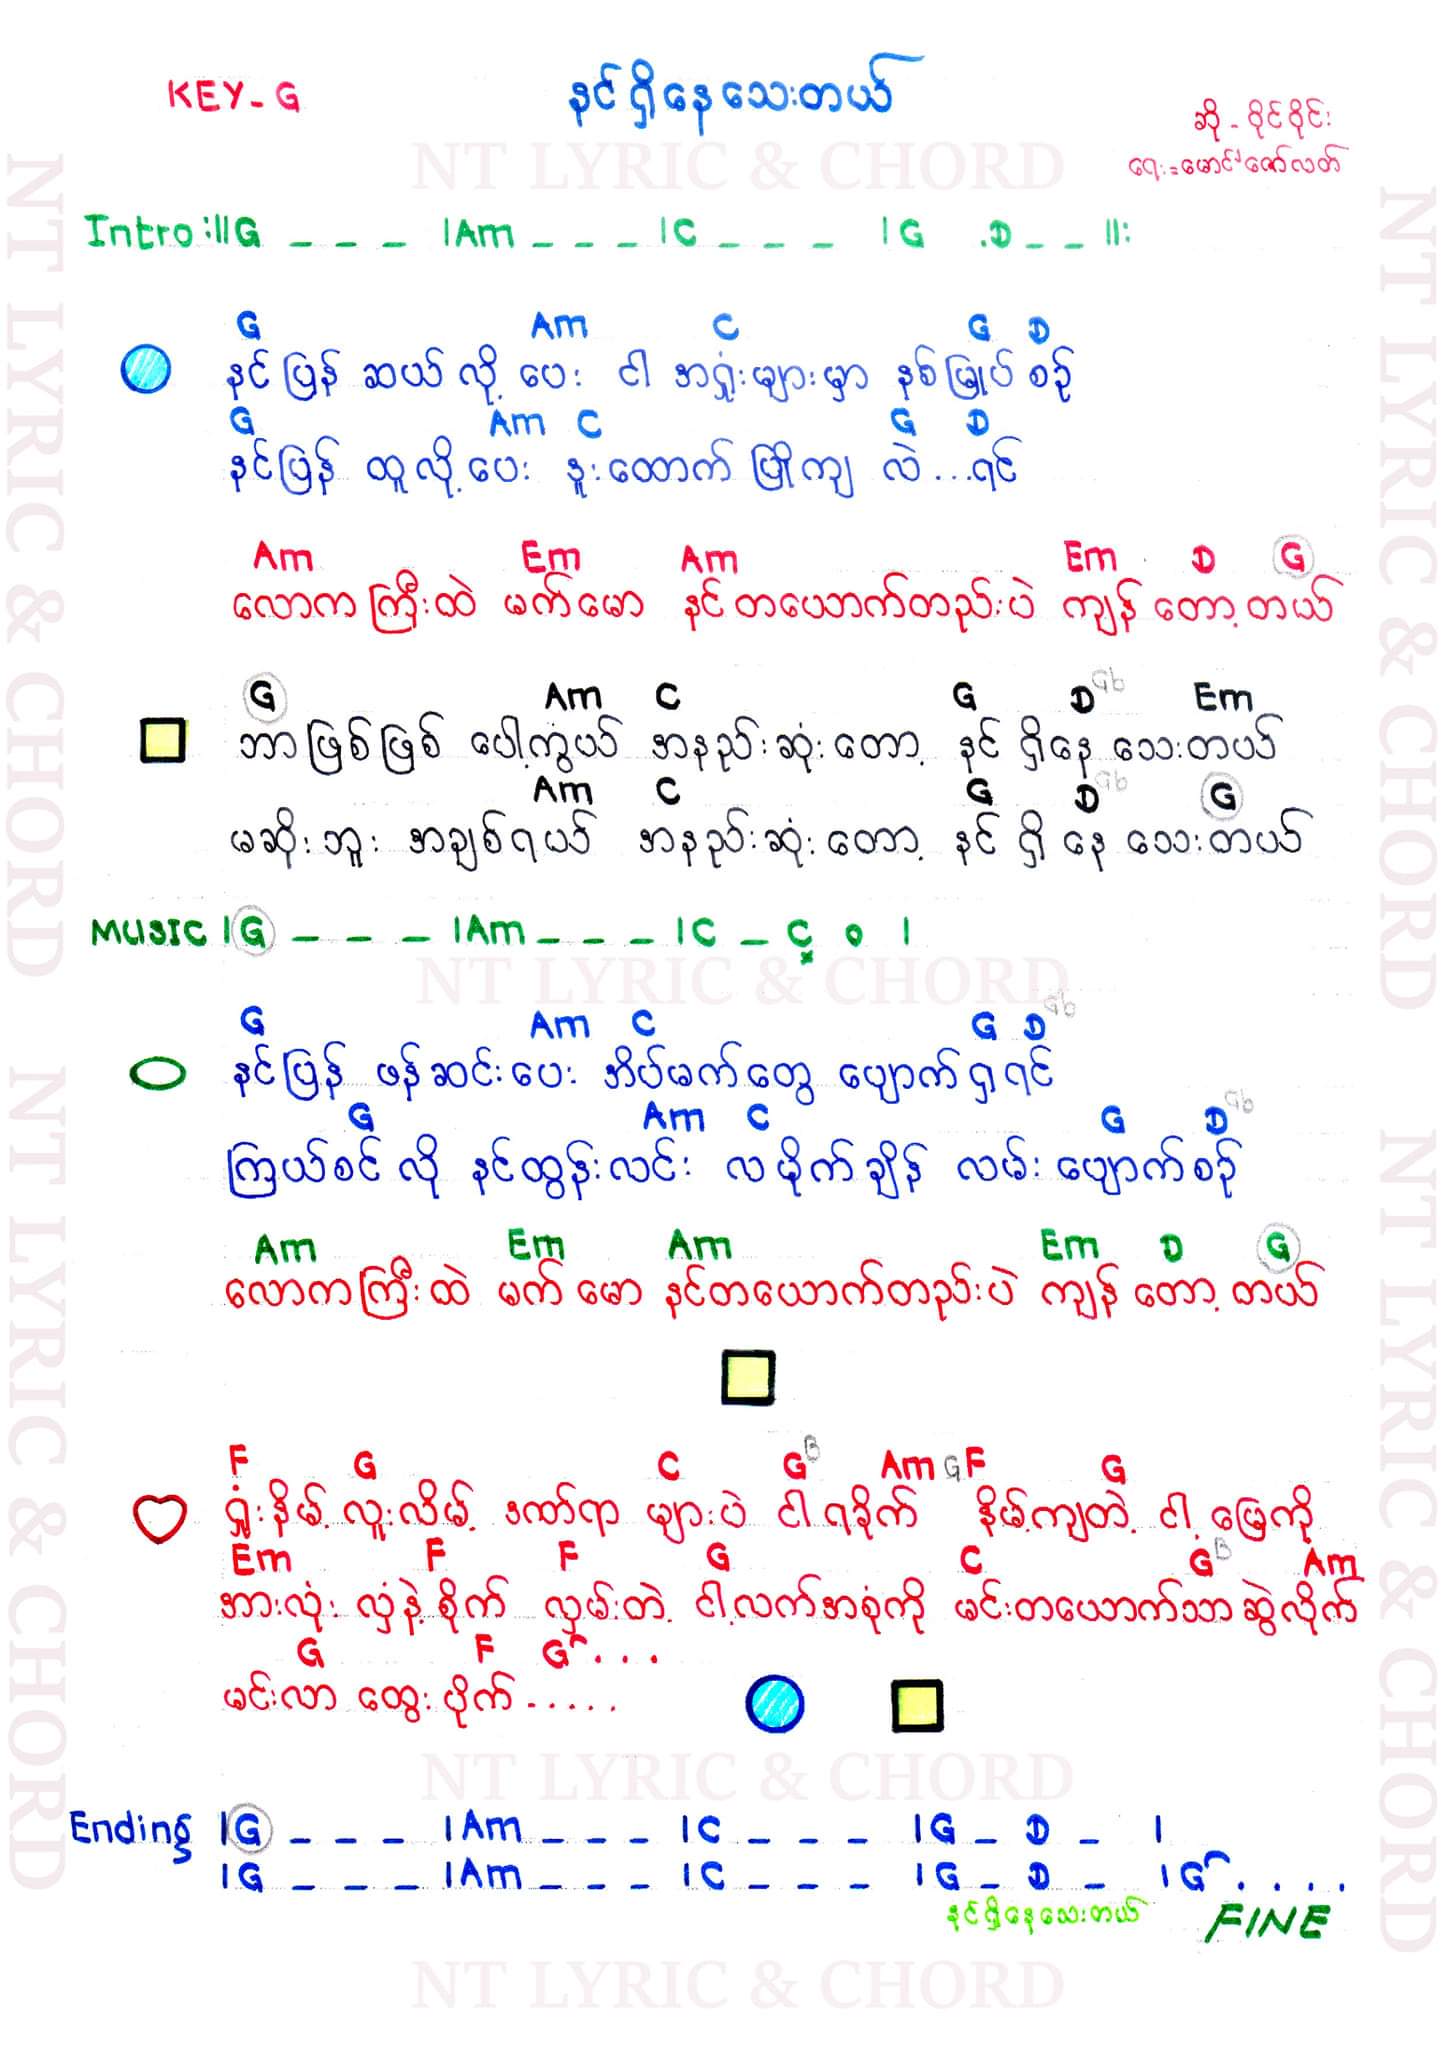 KEY - G
နင်ရှိနေသေးတယ်
ဆို - ဝိုင်ဝိုင်း
ရေး = မောင်မောင်ဇော်လတ်
NT LYRIC & CHORD
Intro :||G _ _ _ |Am _ _ _ |C _ _ _ |G .D _ _ ||:
G Am C G D
နင်ပြန် ဆယ်လို့ ပေး ငါ အရှုံးများမှာ နစ်မြှုပ်စဉ်
G Am C G D
နင်ပြန် ထူလို့ပေး ဒူးထောက် ပြိုကျ လဲ...ရင်
Am Em Am Em D G
လောကကြီးထဲ မက်မော နင်တယောက်တည်းပဲ ကျန်တော့တယ်
G Am C G D Gb Em
ဘာဖြစ်ဖြစ် ပေါ့ကွယ် အနည်းဆုံးတော့ နင် ရှိနေသေးတယ်
Am C G D Gb G
မဆိုးဘူး အချစ်ရယ် အနည်းဆုံးတော့ နင် ရှိ နေ သေးတယ်
MUSIC |G _ _ _ |Am _ _ _ |C _ C |
NT LYRIC & CHORD
G Am C G D Gb
နင်ပြန် ဖန်ဆင်းပေး အိပ်မက်တွေ ပျောက်ရှရင်
G Am C G D Gb
ကြယ်စင်လို နင်ထွန်းလင်း လမိုက်ချိန် လမ်းပျောက်စဉ်
Am Em Am Em D G
လောကကြီးထဲ မက်မော နင်တယောက်တည်းပဲ ကျန်တော့တယ်
F G C G B Am G F G
ရှုံးနိမ့် လူးလိမ့် ဒဏ်ရာ များပဲ ငါရခိုက် နိမ့်ကျတဲ့ ငါ့မြေကို
Em F F G C G B Am
အားလုံး လှံနဲ့စိုက် လှမ်းတဲ့ ငါ့လက်အစုံကို မင်းတယောက်သာဆွဲလိုက်
G F G...
မင်းလာ ထွေးပိုက်.....
NT LYRIC & CHORD
Ending |G _ _ _ |Am _ _ _ |C _ _ _ |G _ D _ |
|G _ _ _ |Am _ _ _ |C _ _ _ |G _ D _ |G....
နင်ရှိနေသေးတယ်
FINE
NT LYRIC & CHORD
NT LYRIC & CHORD
NT LYRIC & CHORD
NT LYRIC & CHORD
NT LYRIC & CHORD